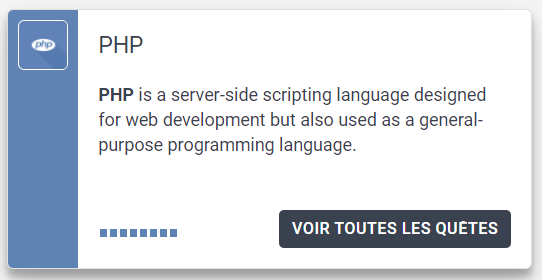 php
PHP
PHP is a server-side scripting language designed
for web development but also used as a general-
purpose programming language.
VOIR TOUTES LES QUÊTES